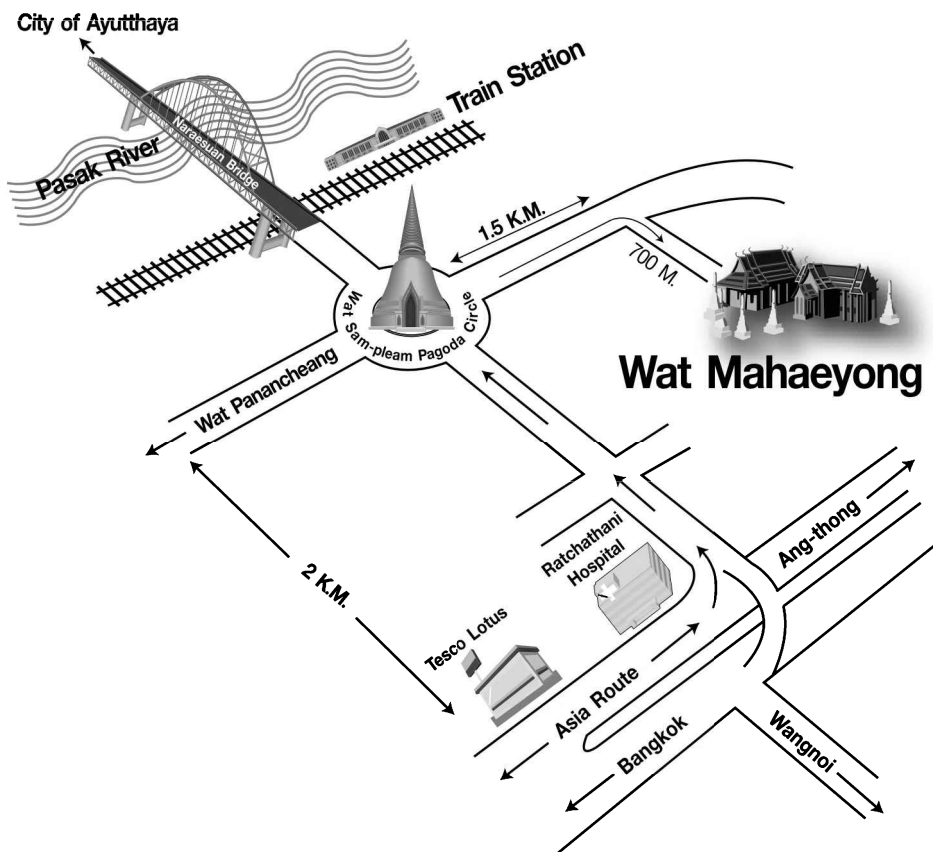 City of Ayutthaya
Train Station
Naraesuan Bridge
Pasak River
1.5 K.M.
700 M.
Wat Sam-pleam Pagoda Circle
Wat Mahaeyong
Wat Panancheang
Ang-thong
Ratchathani
Hospital
2 K.M.
Tesco Lotus
Asia Route
Bangkok
Wangnoi